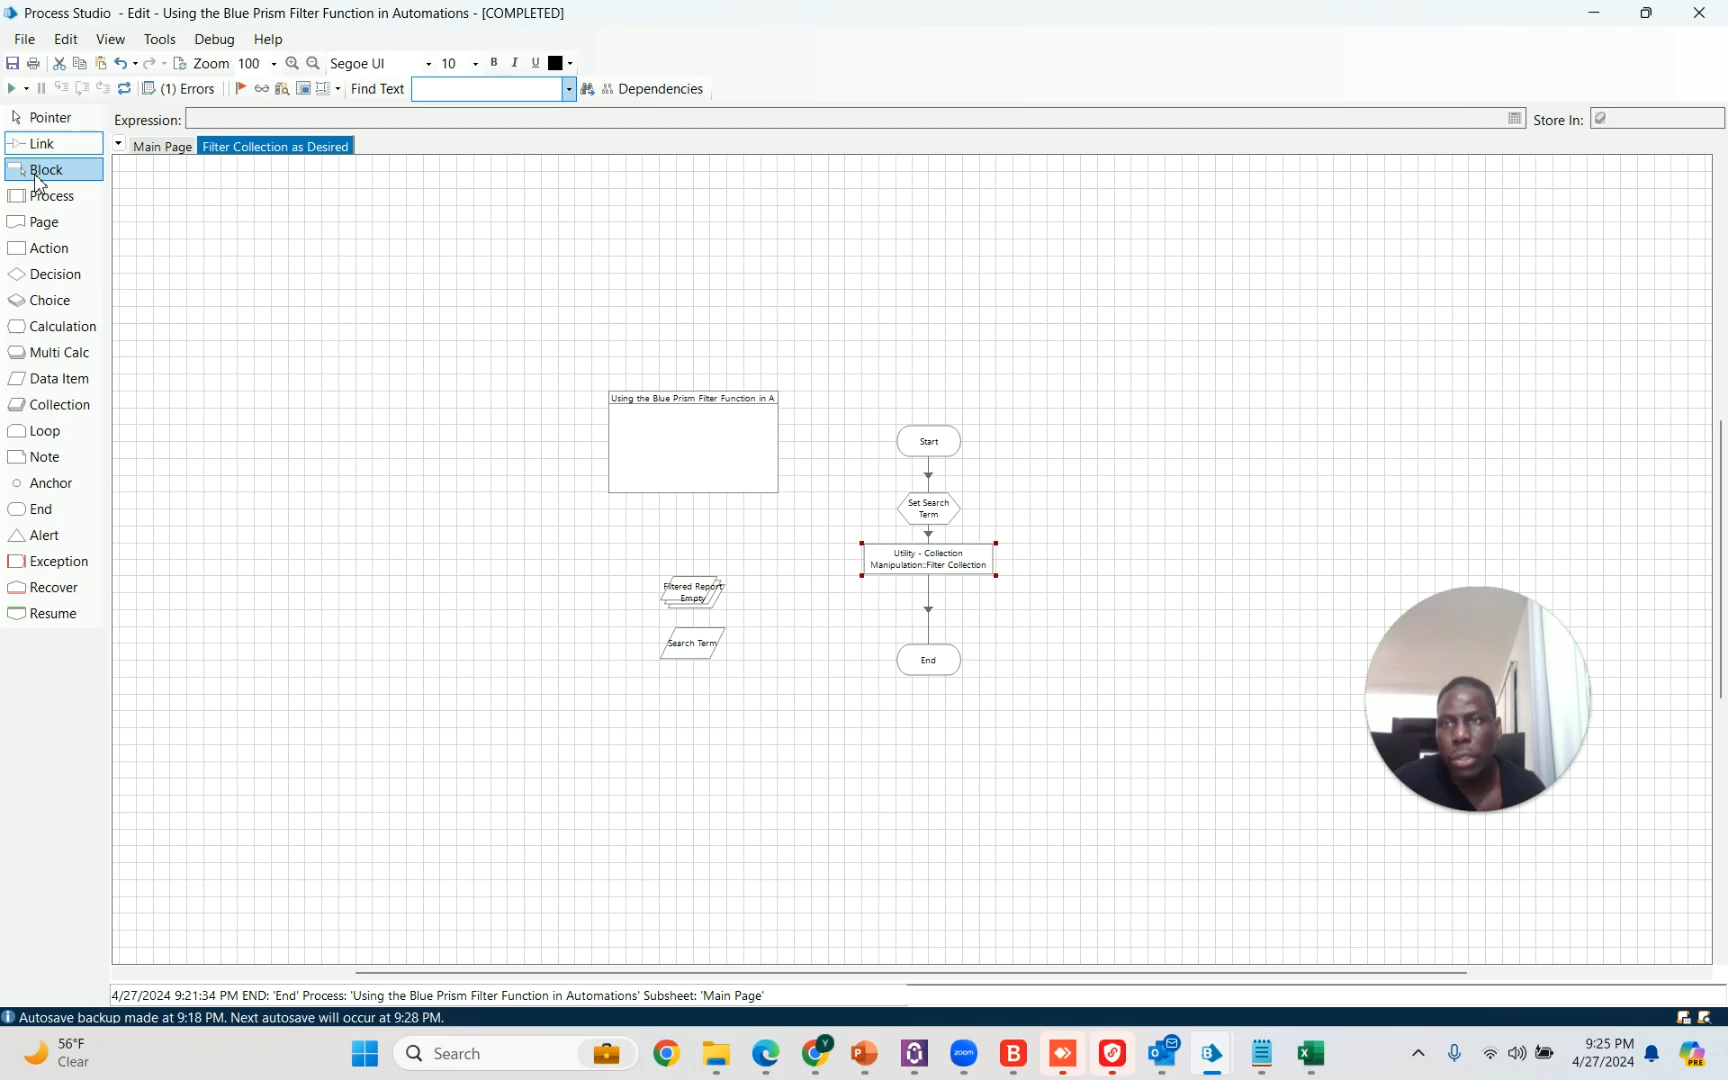 Process Studio - Edit - Using the Blue Prism Filter Function in Automations - [COMPLETED]
File Edit View Tools Debug Help
Zoom 100 Segoe UI 10 B I U
(1) Errors Find Text Dependencies
Pointer
Link
Block
Process
Page
Action
Decision
Choice
Calculation
Multi Calc
Data Item
Collection
Loop
Note
Anchor
End
Alert
Exception
Recover
Resume
Expression: Store In:
Main Page Filter Collection as Desired
Using the Blue Prism Filter Function in A
Start
Set Search
Term
Utility - Collection
Manipulation::Filter Collection
Filtered Report
Empty
Search Term
End
4/27/2024 9:21:34 PM END: 'End' Process: 'Using the Blue Prism Filter Function in Automations' Subsheet: 'Main Page'
Autosave backup made at 9:18 PM. Next autosave will occur at 9:28 PM.
56°F
Clear
Search
zoom
9:25 PM
4/27/2024
PRE